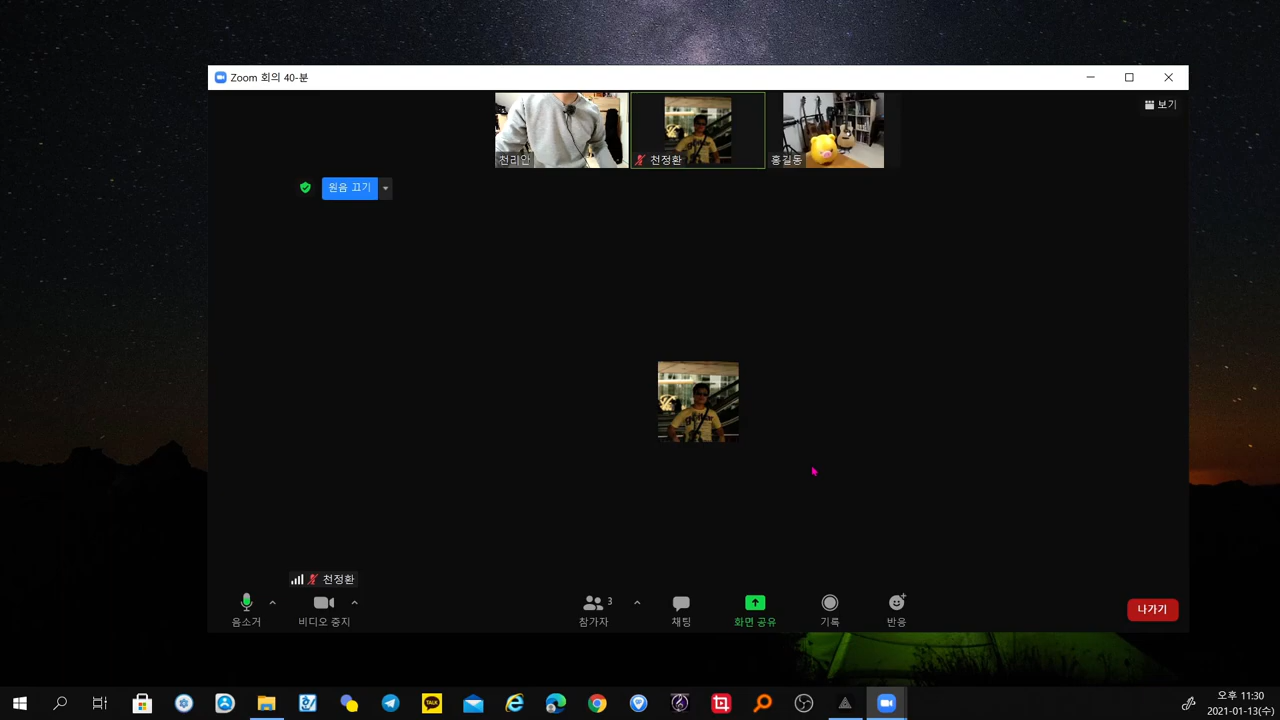 Zoom 회의 40-분
보기
천리안
천정환
홍길동
원음 끄기
천정환
음소거
비디오 중지
참가자
3
채팅
화면 공유
기록
반응
나가기
TALK
오후 11:30
2021-01-13(수)